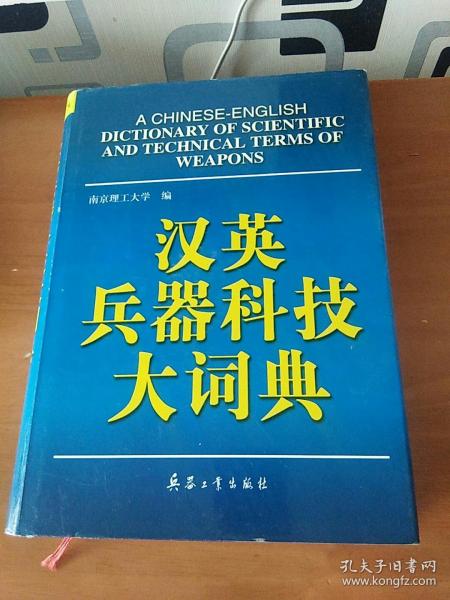 A CHINESE-ENGLISH
DICTIONARY OF SCIENTIFIC
AND TECHNICAL TERMS OF
WEAPONS
南京理工大学 编
汉英
兵器科技
大词典
兵器工业出版社
孔夫子旧书网
www.kongfz.com